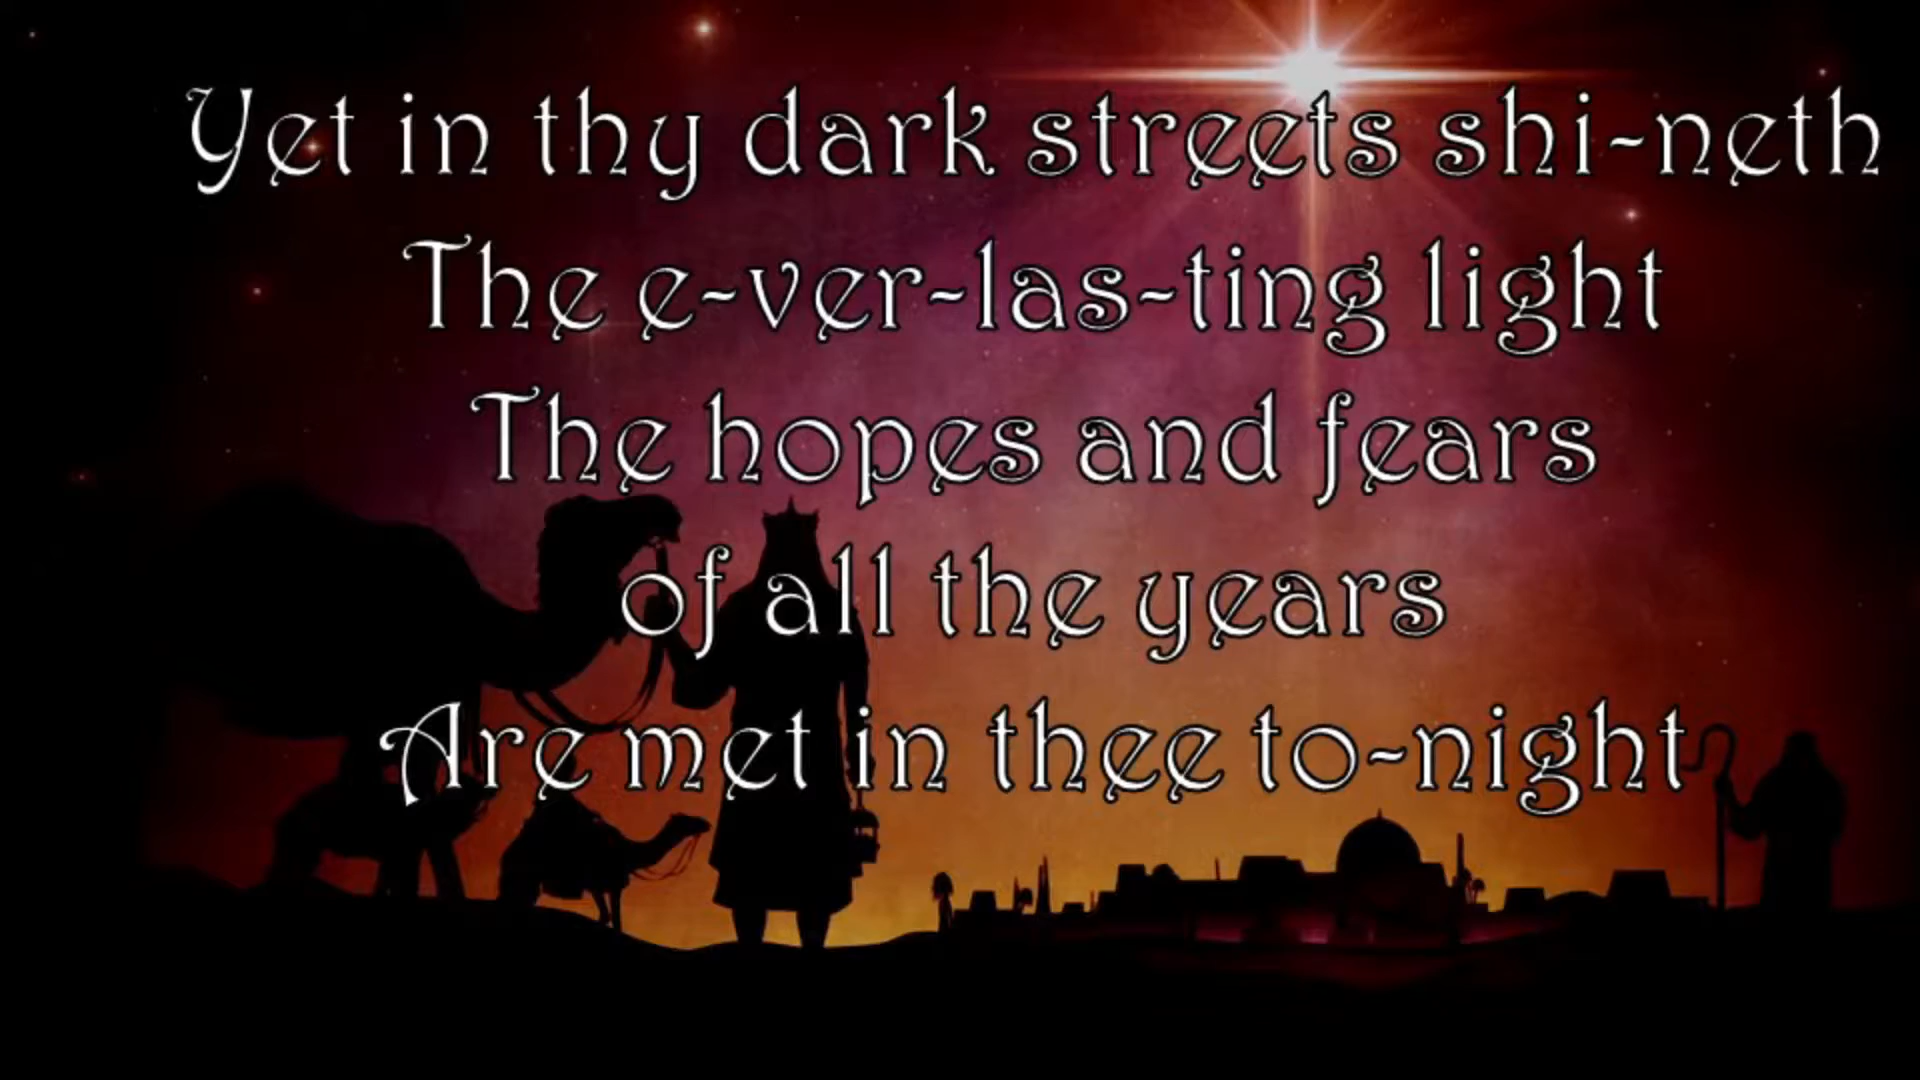 Yet in thy dark streets shi-neth
The e-ver-las-ting light
The hopes and fears
of all the years
Are met in thee to-night